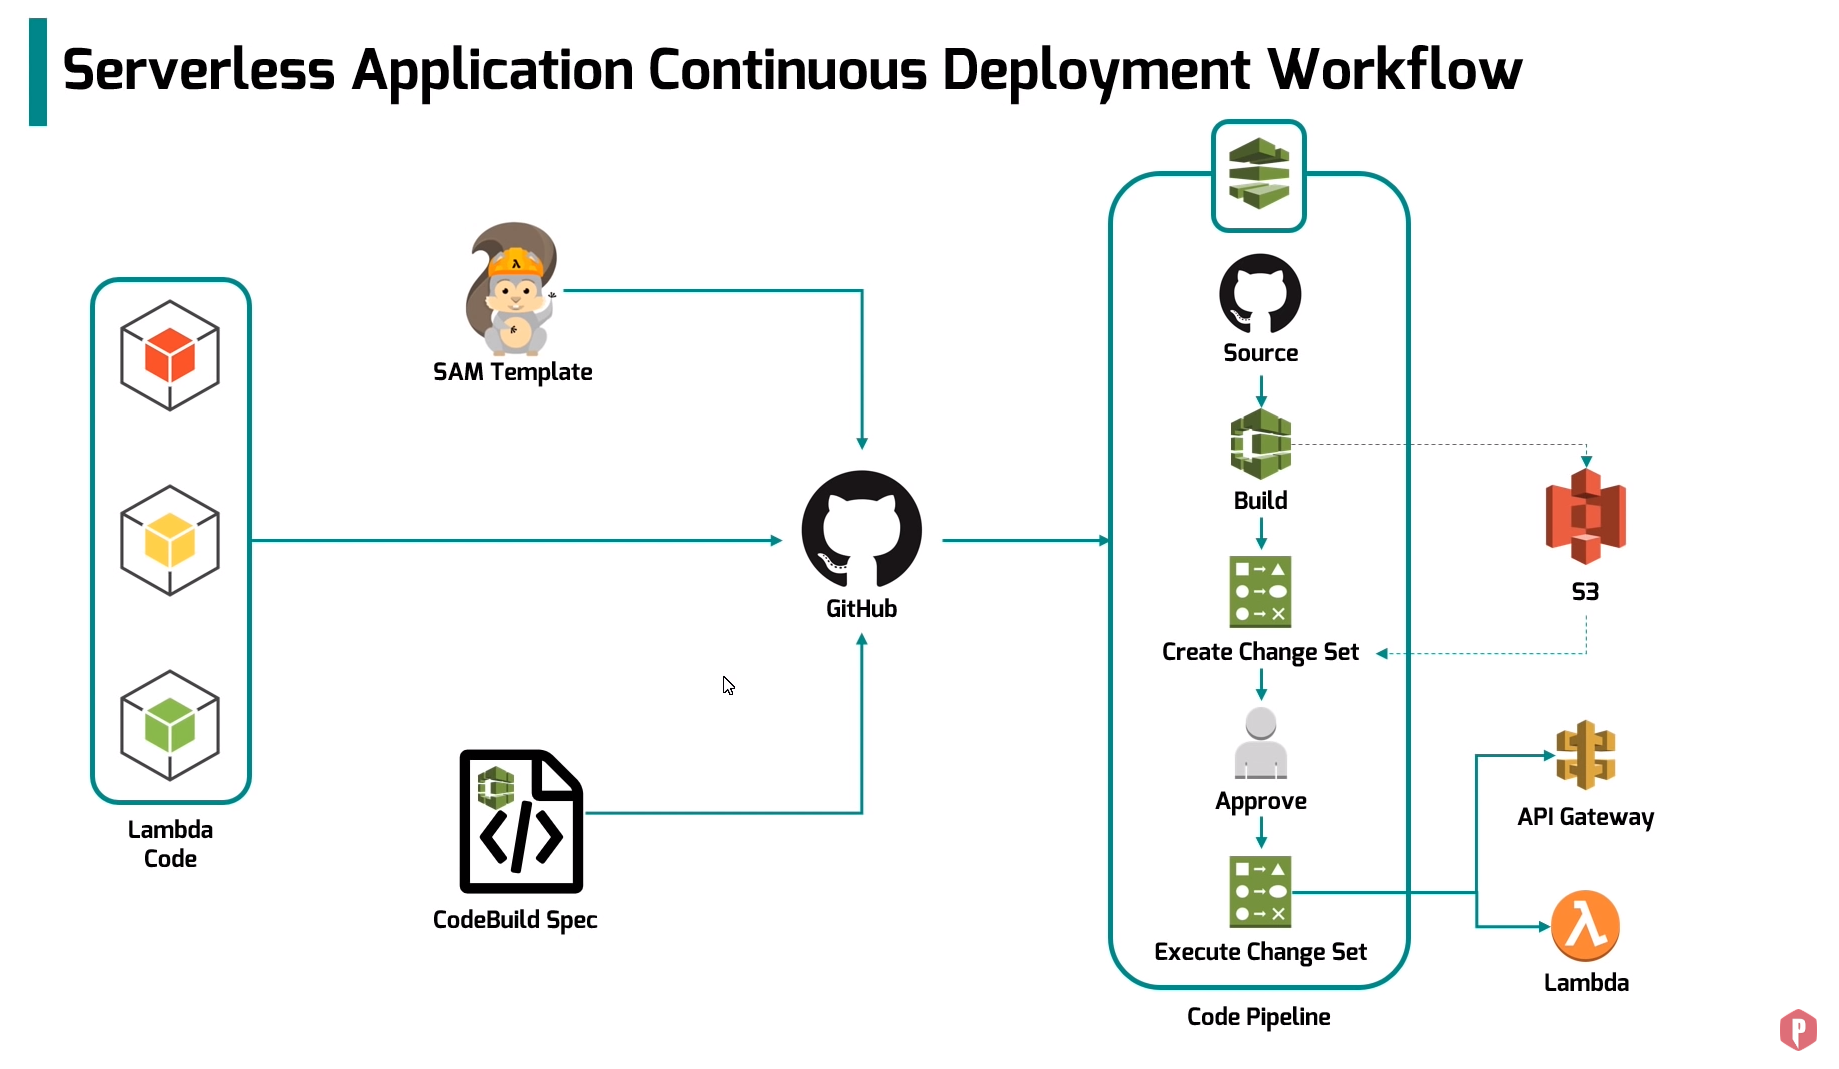 Serverless Application Continuous Deployment Workflow
Lambda
Code
SAM Template
CodeBuild Spec
GitHub
Source
Build
Create Change Set
Approve
Execute Change Set
Code Pipeline
S3
API Gateway
Lambda
P